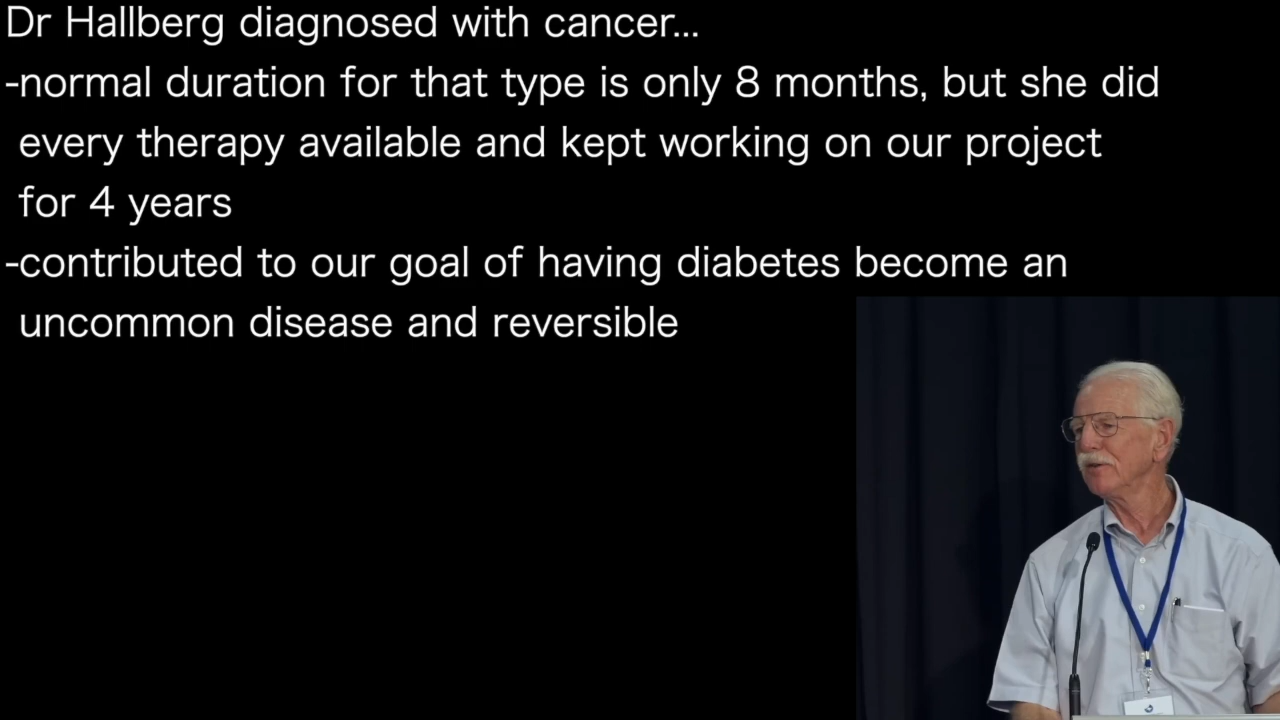 Dr Hallberg diagnosed with cancer...
-normal duration for that type is only 8 months, but she did
every therapy available and kept working on our project
for 4 years
-contributed to our goal of having diabetes become an
uncommon disease and reversible